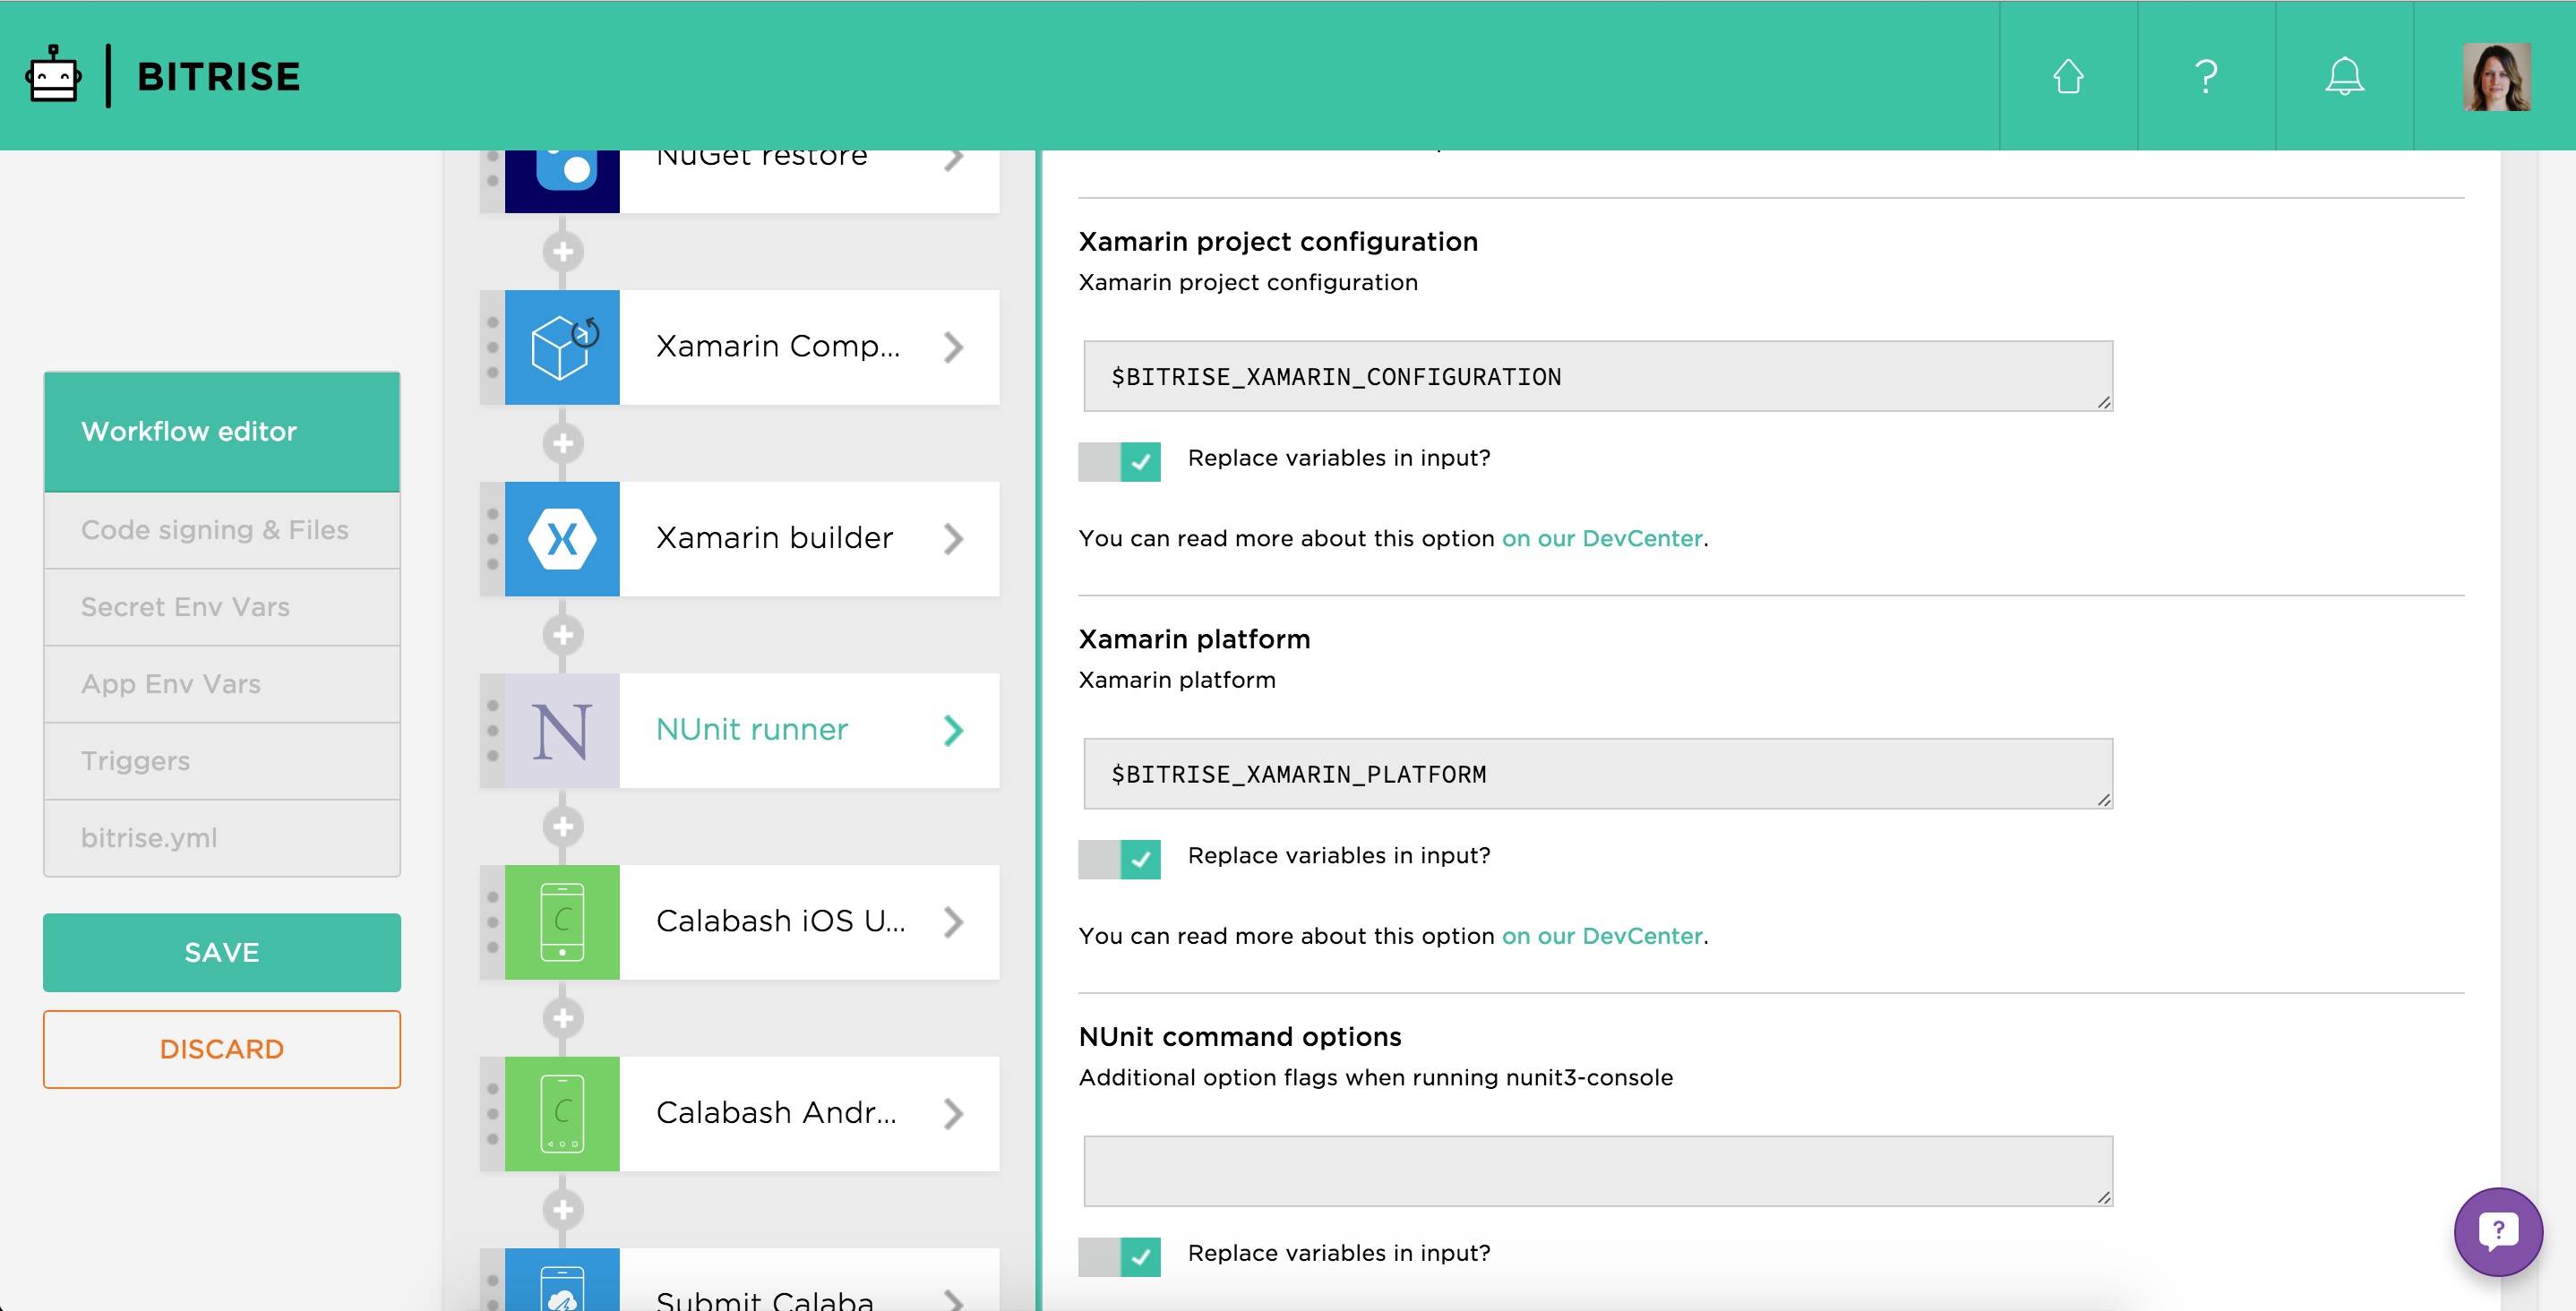 BITRISE
?
Workflow editor
Code signing & Files
Secret Env Vars
App Env Vars
Triggers
bitrise.yml
SAVE
DISCARD
NuGet restore
Xamarin Comp...
Xamarin builder
X
NUnit runner
N
Calabash iOS U...
C
Calabash Andr...
C
Submit Calaba
Xamarin project configuration
Xamarin project configuration
$BITRISE_XAMARIN_CONFIGURATION
Replace variables in input?
You can read more about this option on our DevCenter.
Xamarin platform
Xamarin platform
$BITRISE_XAMARIN_PLATFORM
Replace variables in input?
You can read more about this option on our DevCenter.
NUnit command options
Additional option flags when running nunit3-console
Replace variables in input?
?